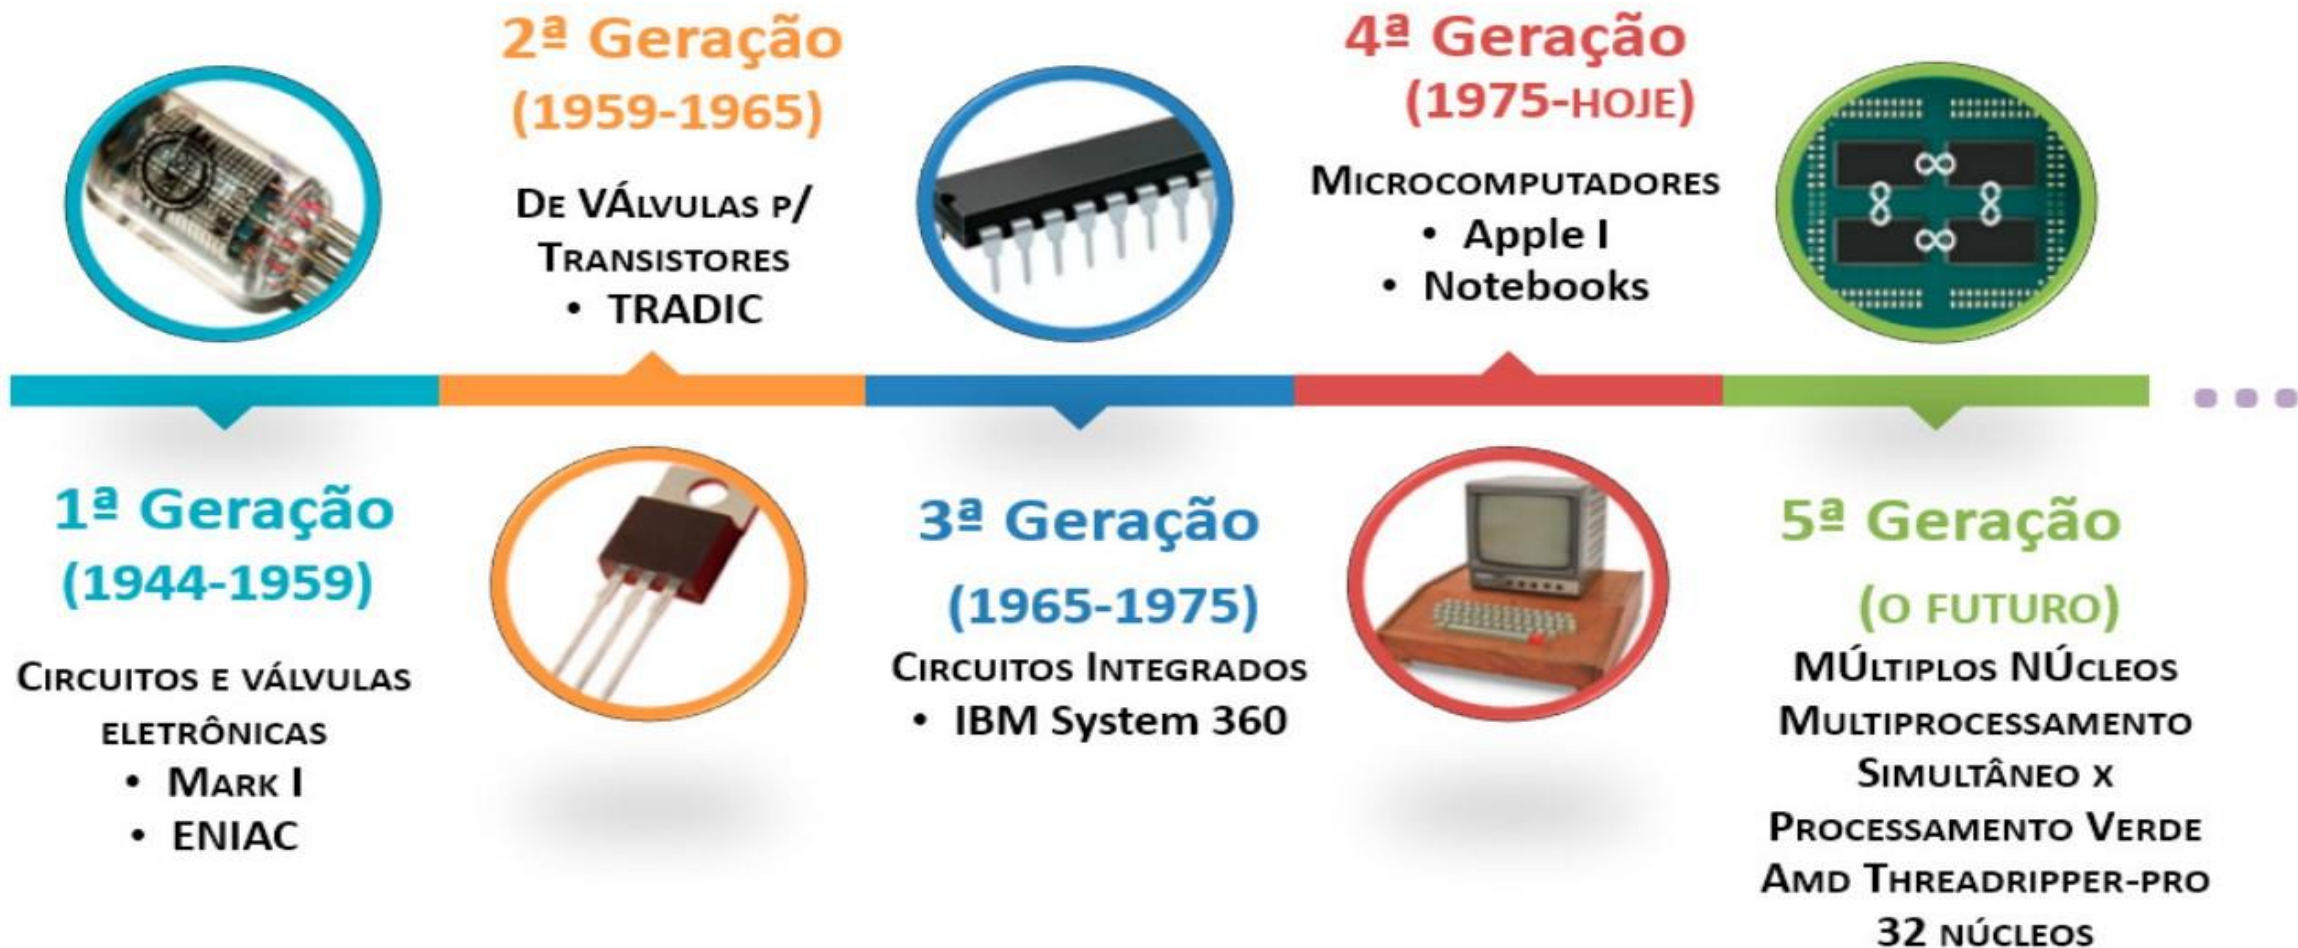 1ª Geração
(1944-1959)
CIRCUITOS E VÁLVULAS
ELETRÔNICAS
• MARK I
• ENIAC
2ª Geração
(1959-1965)
DE VÁLVULAS P/
TRANSISTORES
• TRADIC
3ª Geração
(1965-1975)
CIRCUITOS INTEGRADOS
• IBM System 360
4ª Geração
(1975-HOJE)
MICROCOMPUTADORES
• Apple I
• Notebooks
5ª Geração
(O FUTURO)
MÚLTIPLOS NÚCLEOS
MULTIPROCESSAMENTO
SIMULTÂNEO X
PROCESSAMENTO VERDE
AMD THREADRIPPER-PRO
32 NÚCLEOS